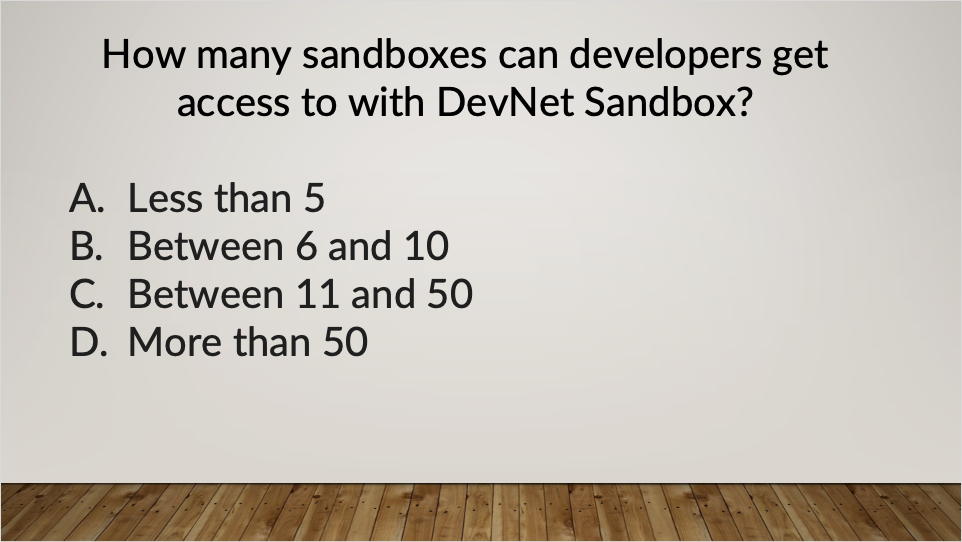 How many sandboxes can developers get
access to with DevNet Sandbox?
A. Less than 5
B. Between 6 and 10
C. Between 11 and 50
D. More than 50